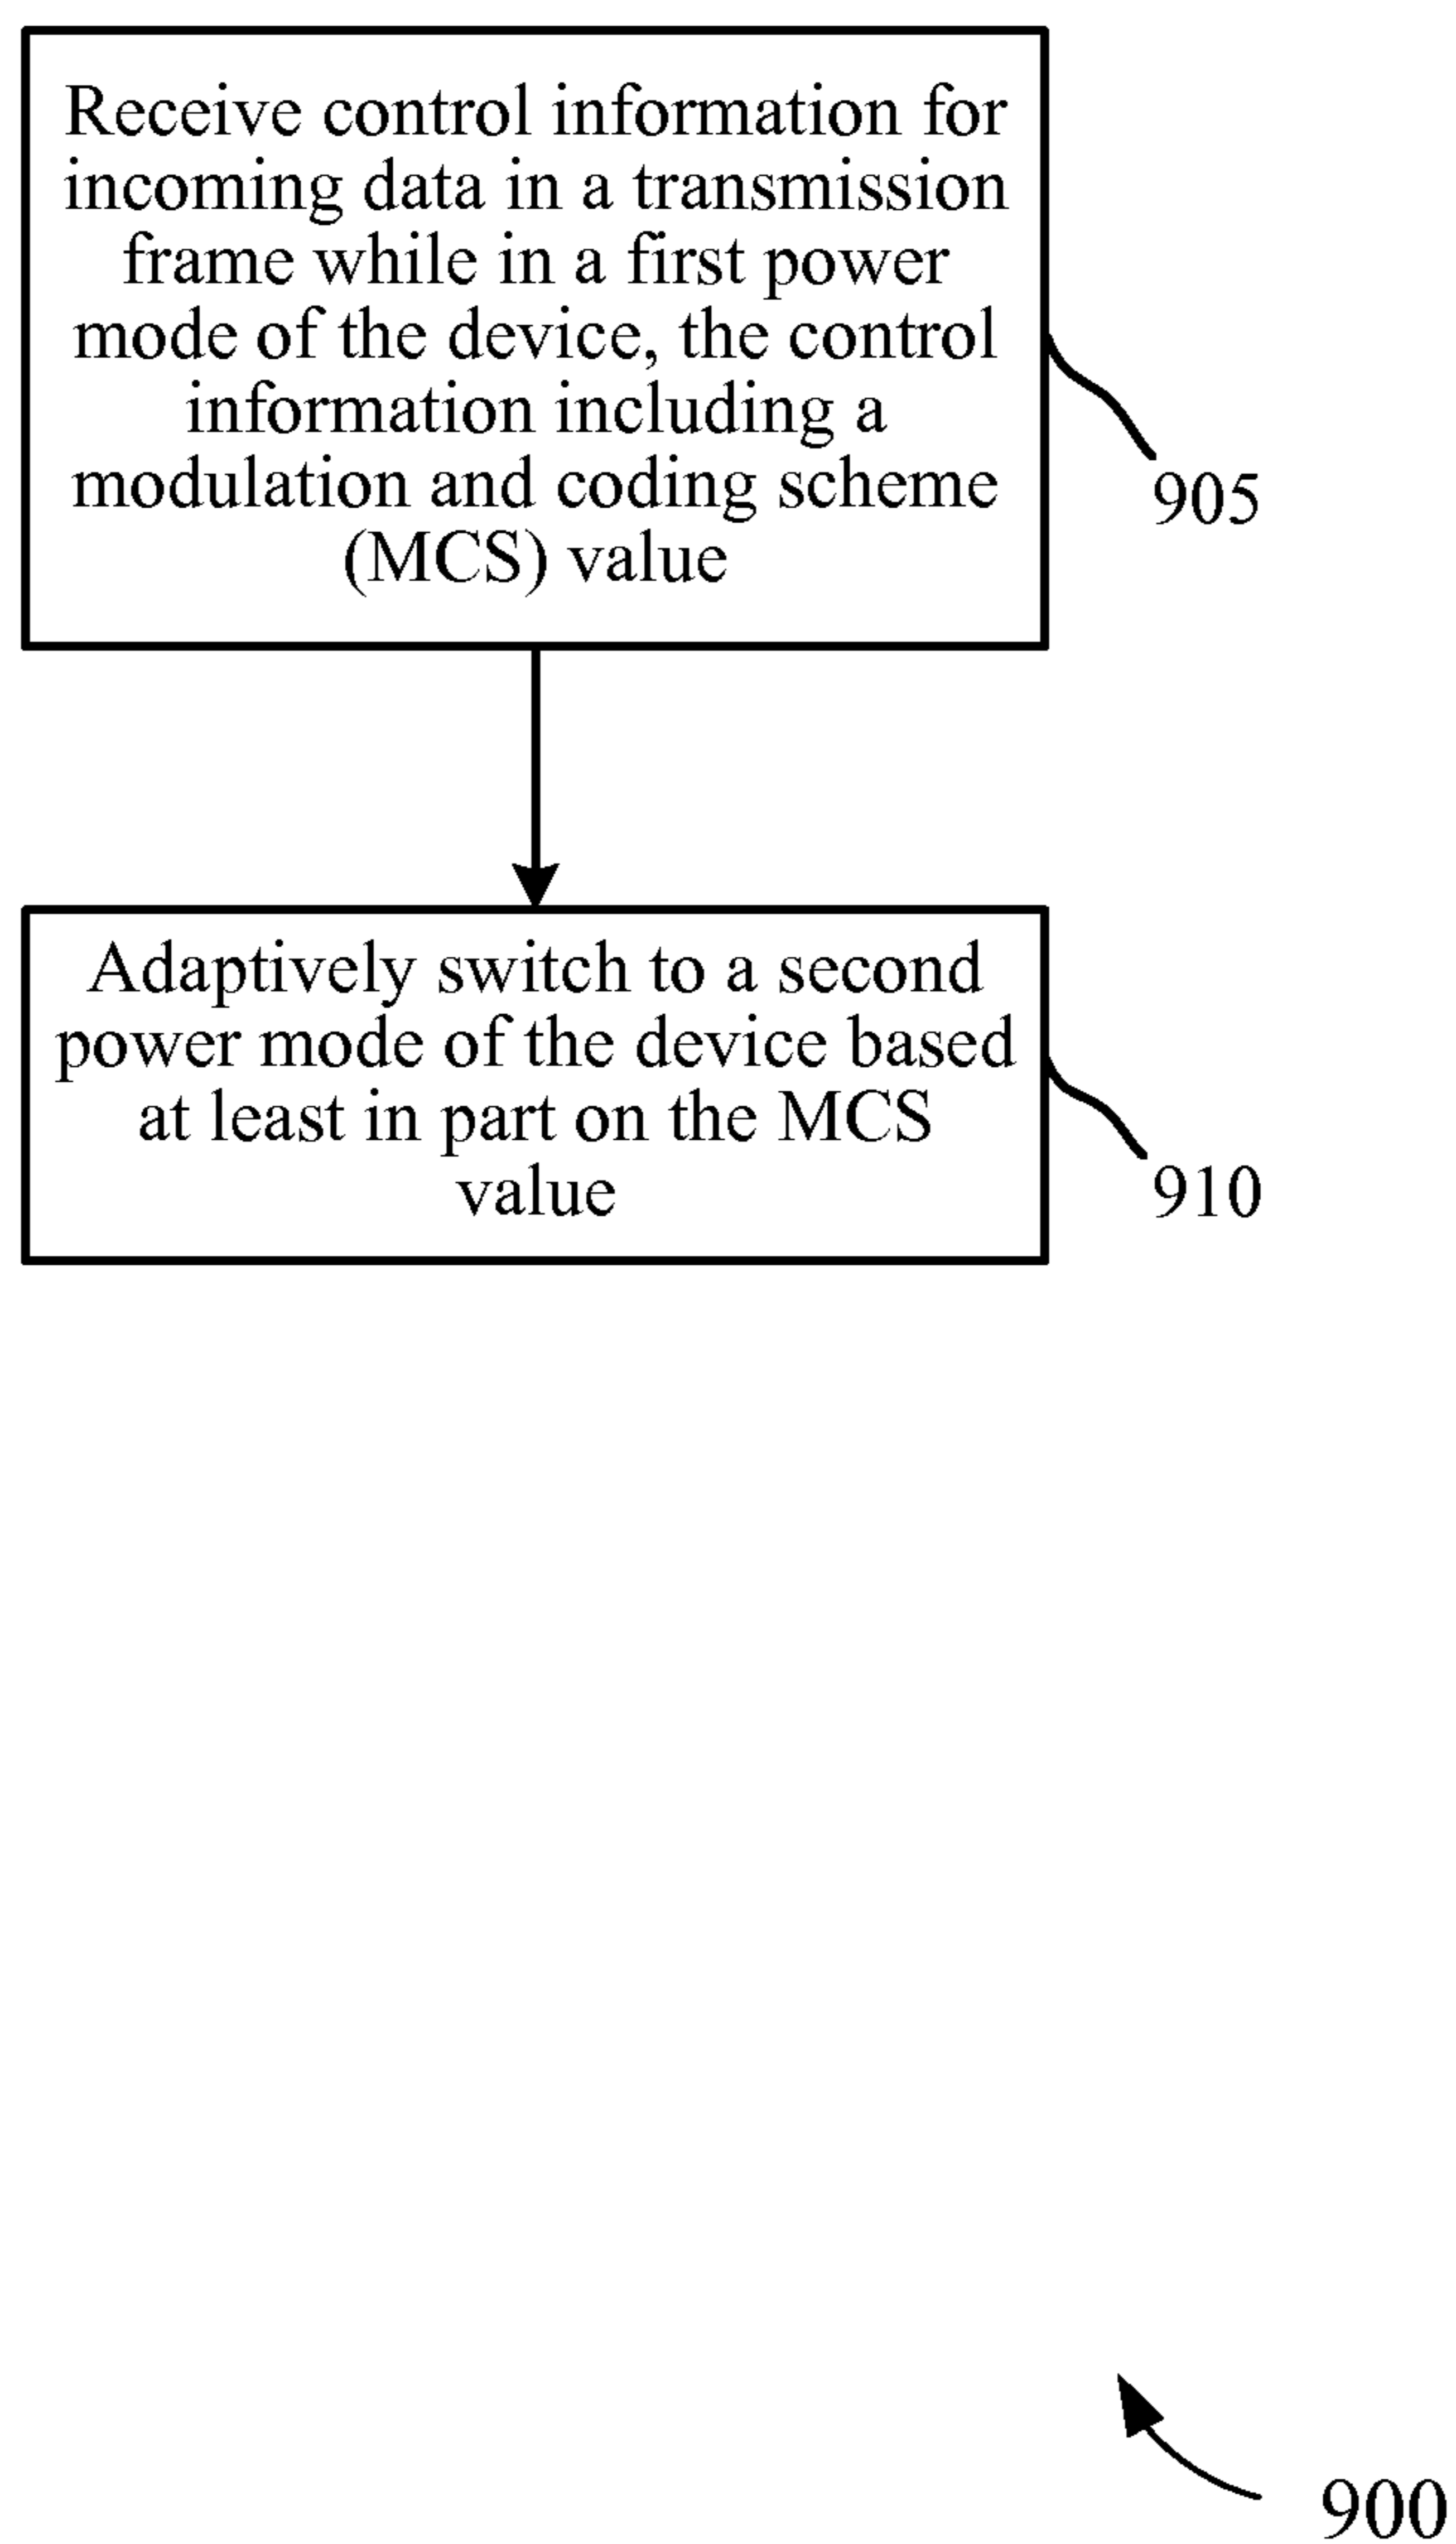 Receive control information for
incoming data in a transmission
frame while in a first power
mode of the device, the control
information including a
modulation and coding scheme
(MCS) value
905
Adaptively switch to a second
power mode of the device based
at least in part on the MCS
value
910
900